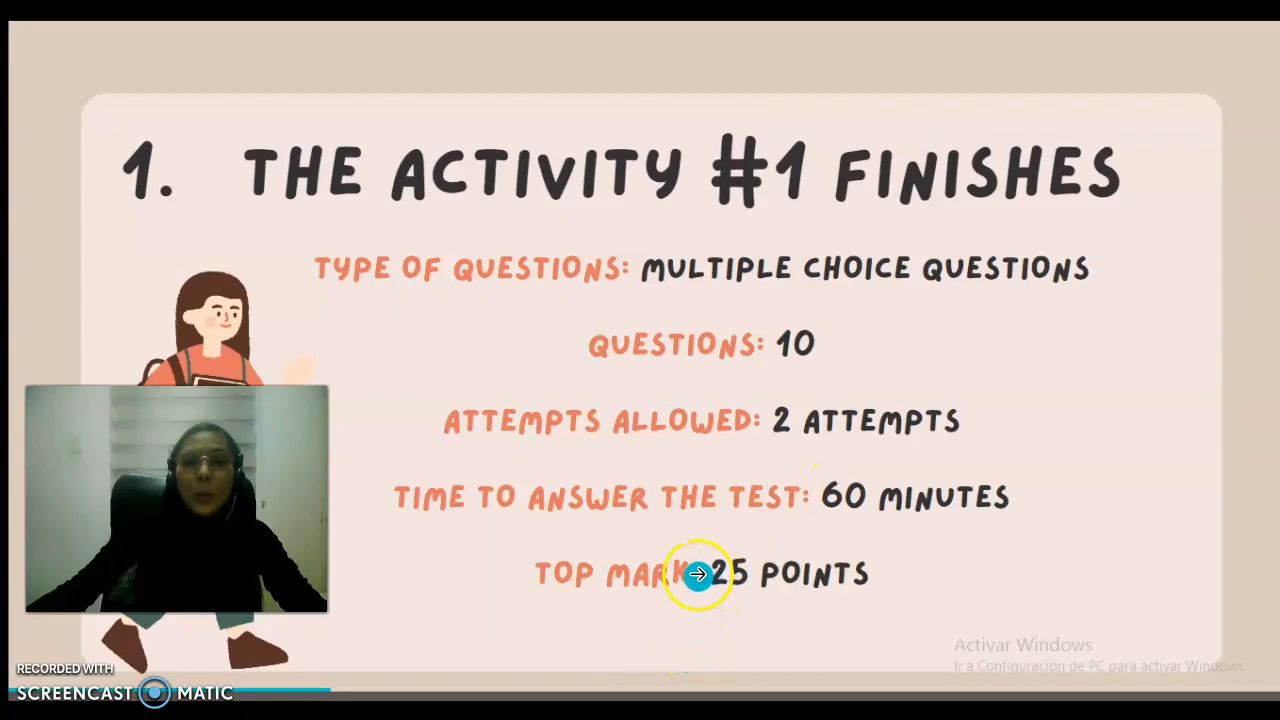 1. THE ACTIVITY #1 FINISHES
TYPE OF QUESTIONS: MULTIPLE CHOICE QUESTIONS
QUESTIONS: 10
ATTEMPTS ALLOWED: 2 ATTEMPTS
TIME TO ANSWER THE TEST: 60 MINUTES
TOP MARK 25 POINTS
Activar Windows
Ir a Configuración de PC para activar Windows.
RECORDED WITH
SCREENCAST MATIC